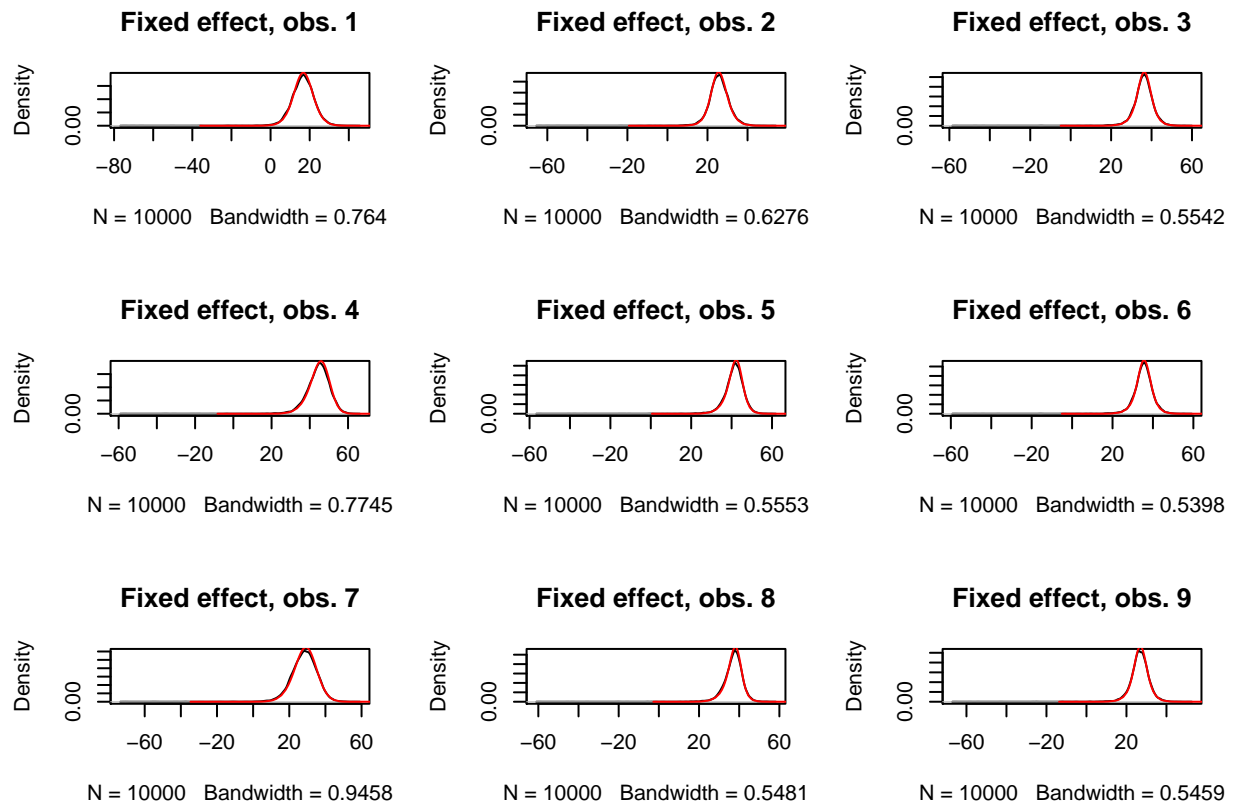 Fixed effect, obs. 1
Density
0.00
−80 −40 0 20
N = 10000 Bandwidth = 0.764
Fixed effect, obs. 2
Density
0.00
−60 −20 20
N = 10000 Bandwidth = 0.6276
Fixed effect, obs. 3
Density
0.00
−60 −20 20 60
N = 10000 Bandwidth = 0.5542
Fixed effect, obs. 4
Density
0.00
−60 −20 20 60
N = 10000 Bandwidth = 0.7745
Fixed effect, obs. 5
Density
0.00
−60 −20 20 60
N = 10000 Bandwidth = 0.5553
Fixed effect, obs. 6
Density
0.00
−60 −20 20 60
N = 10000 Bandwidth = 0.5398
Fixed effect, obs. 7
Density
0.00
−60 −20 20 60
N = 10000 Bandwidth = 0.9458
Fixed effect, obs. 8
Density
0.00
−60 −20 20 60
N = 10000 Bandwidth = 0.5481
Fixed effect, obs. 9
Density
0.00
−60 −20 20
N = 10000 Bandwidth = 0.5459